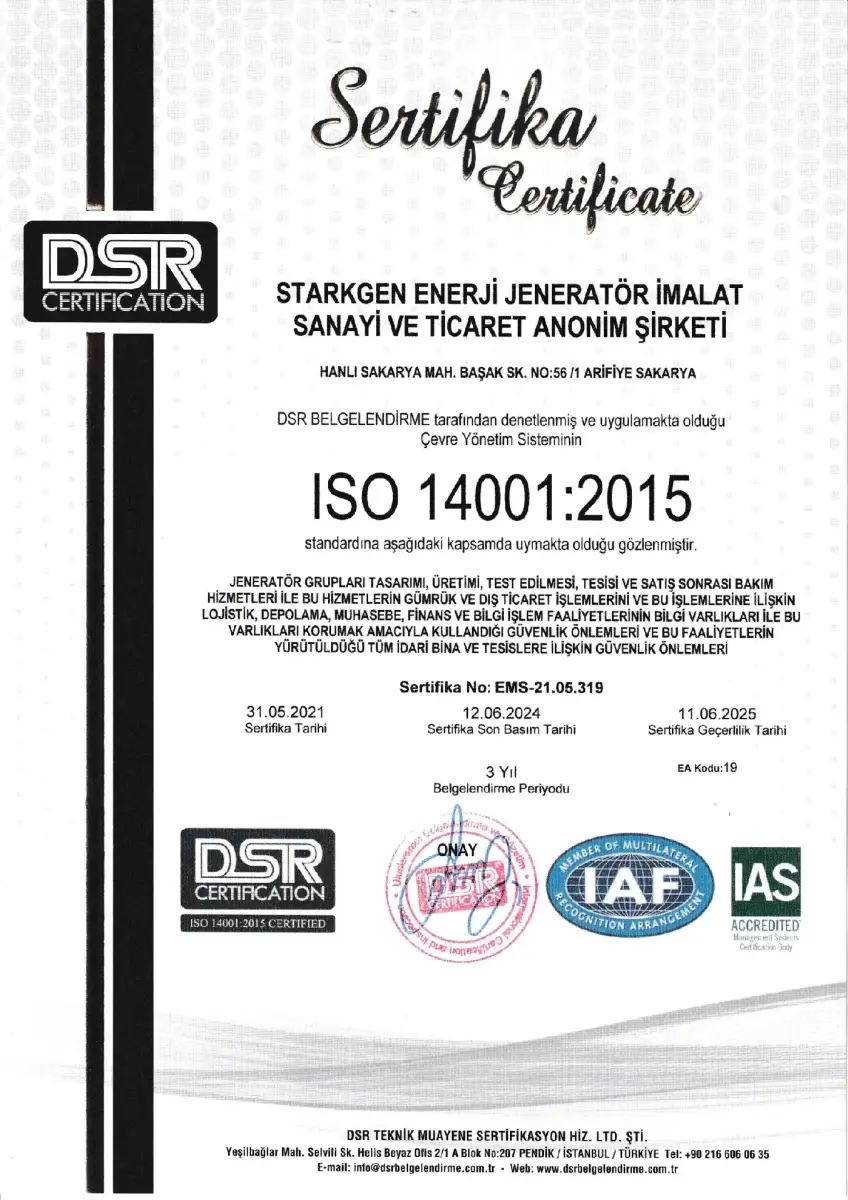 Sertifika
Certificate
DSR
CERTIFICATION
STARKGEN ENERJİ JENERATÖR İMALAT
SANAYİ VE TİCARET ANONİM ŞİRKETİ
HANLI SAKARYA MAH. BAŞAK SK. NO:56 /1 ARİFİYE SAKARYA
DSR BELGELENDİRME tarafından denetlenmiş ve uygulamakta olduğu
Çevre Yönetim Sisteminin
ISO 14001:2015
standardına aşağıdaki kapsamda uymakta olduğu gözlenmiştir.
JENERATÖR GRUPLARI TASARIMI, ÜRETİMİ, TEST EDİLMESİ, TESİSİ VE SATIŞ SONRASI BAKIM
HİZMETLERİ İLE BU HİZMETLERİN GÜMRÜK VE DIŞ TİCARET İŞLEMLERİNİ VE BU İŞLEMLERİNE İLİŞKİN
LOJİSTİK, DEPOLAMA, MUHASEBE, FİNANS VE BİLGİ İŞLEM FAALİYETLERİNİN BİLGİ VARLIKLARI İLE BU
VARLIKLARI KORUMAK AMACIYLA KULLANDIĞI GÜVENLİK ÖNLEMLERİ VE BU FAALİYETLERİN
YÜRÜTÜLDÜĞÜ TÜM İDARİ BİNA VE TESİSLERE İLİŞKİN GÜVENLİK ÖNLEMLERİ
Sertifika No: EMS-21.05.319
31.05.2021
Sertifika Tarihi
12.06.2024
Sertifika Son Basım Tarihi
11.06.2025
Sertifika Geçerlilik Tarihi
3 Yıl
Belgelendirme Periyodu
EA Kodu:19
DSR
CERTIFICATION
ISO 14001:2015 CERTIFIED
ONAY
DSR
CERTIFICATION
International Certification and
MEMBER OF MULTILATERAL
IAF
RECOGNITION ARRANGEMENT
IAS
ACCREDITED
Management Systems
Certification Body
DSR TEKNİK MUAYENE SERTİFİKASYON HİZ. LTD. ŞTİ.
Yeşilbağlar Mah. Selvili Sk. Helis Beyaz Ofis 2/1 A Blok No:207 PENDİK / İSTANBUL / TÜRKİYE Tel: +90 216 606 06 35
E-mail: info@dsrbelgelendirme.com.tr - Web: www.dsrbelgelendirme.com.tr